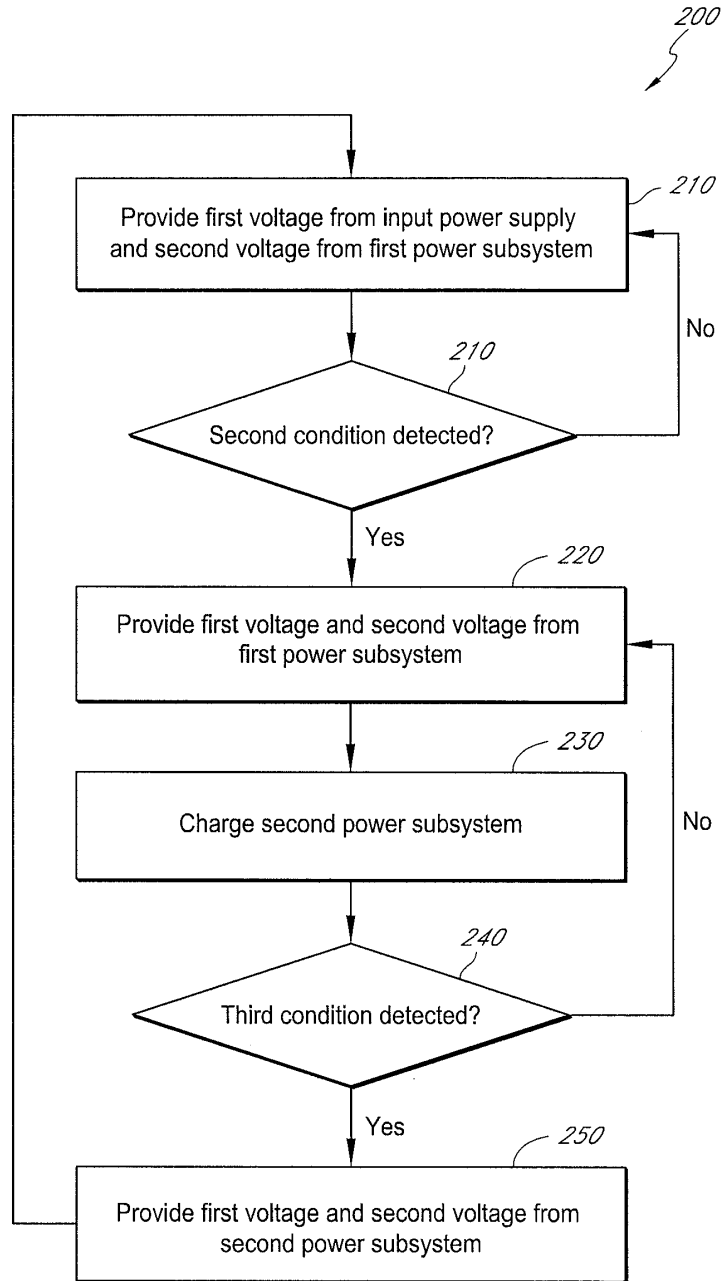 200
210
Provide first voltage from input power supply
and second voltage from first power subsystem
No
210
Second condition detected?
Yes
220
Provide first voltage and second voltage from
first power subsystem
230
Charge second power subsystem
No
240
Third condition detected?
Yes
250
Provide first voltage and second voltage from
second power subsystem